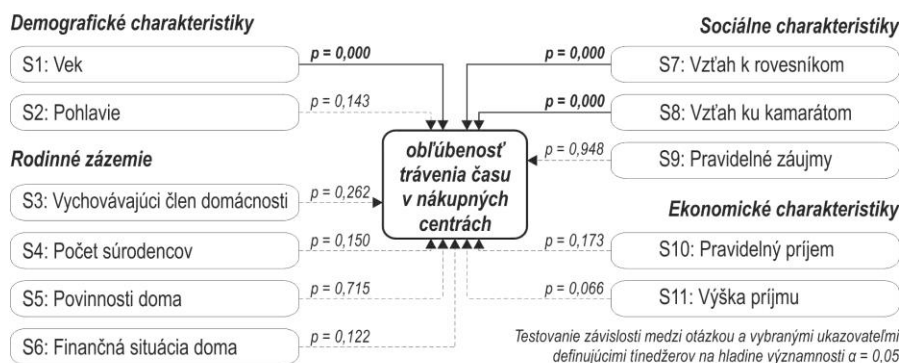 Demografické charakteristiky
S1: Vek
p = 0,000
S2: Pohlavie
p = 0,143
Rodinné zázemie
S3: Vychovávajúci člen domácnosti
p = 0,262
S4: Počet súrodencov
p = 0,150
S5: Povinnosti doma
p = 0,715
S6: Finančná situácia doma
p = 0,122
obľúbenosť
trávenia času
v nákupných
centrách
Sociálne charakteristiky
p = 0,000
S7: Vzťah k rovesníkom
p = 0,000
S8: Vzťah ku kamarátom
p = 0,948
S9: Pravidelné záujmy
Ekonomické charakteristiky
p = 0,173
S10: Pravidelný príjem
p = 0,066
S11: Výška príjmu
Testovanie závislosti medzi otázkou a vybranými ukazovateľmi
definujúcimi tínedžerov na hladine významnosti α = 0,05